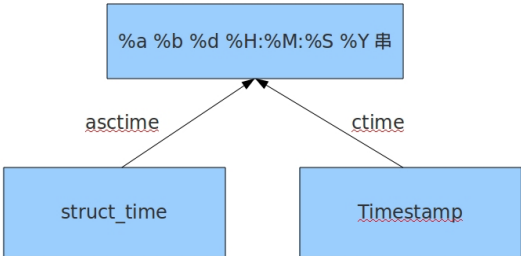 %a %b %d %H:%M:%S %Y 串
asctime
ctime
struct_time
Timestamp